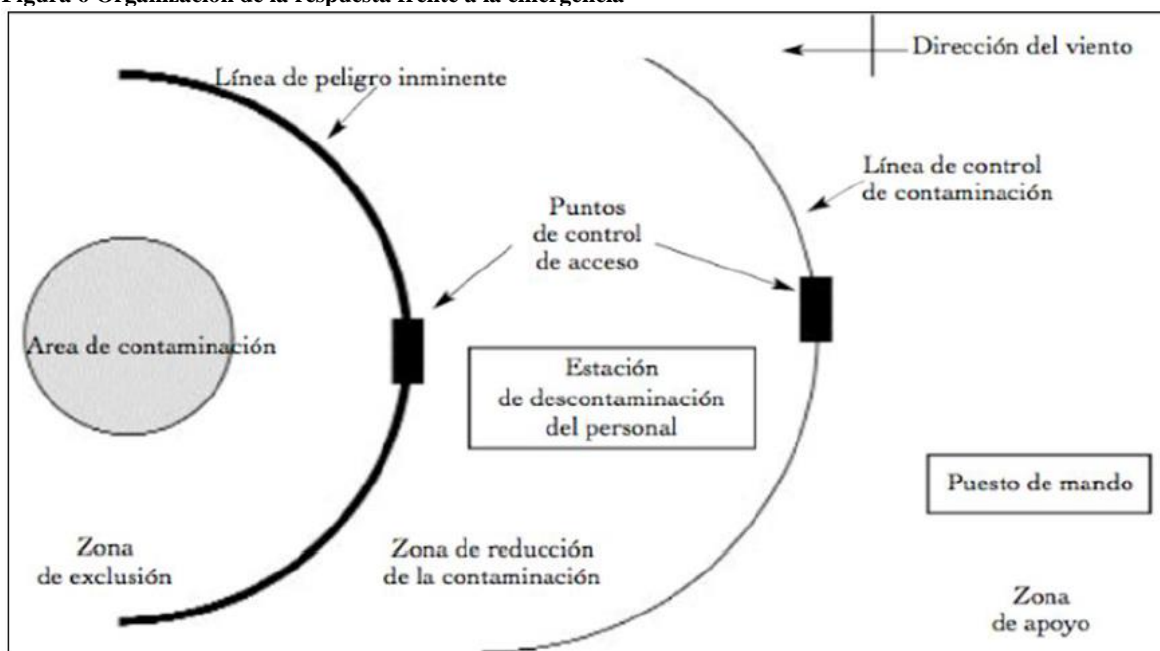 Figura 6 Organización de la respuesta frente a la emergencia
Dirección del viento
Línea de peligro inminente
Línea de control
de contaminación
Puntos
de control
de acceso
Area de contaminación
Estación
de descontaminación
del personal
Puesto de mando
Zona
de exclusión
Zona de reducción
de la contaminación
Zona
de apoyo